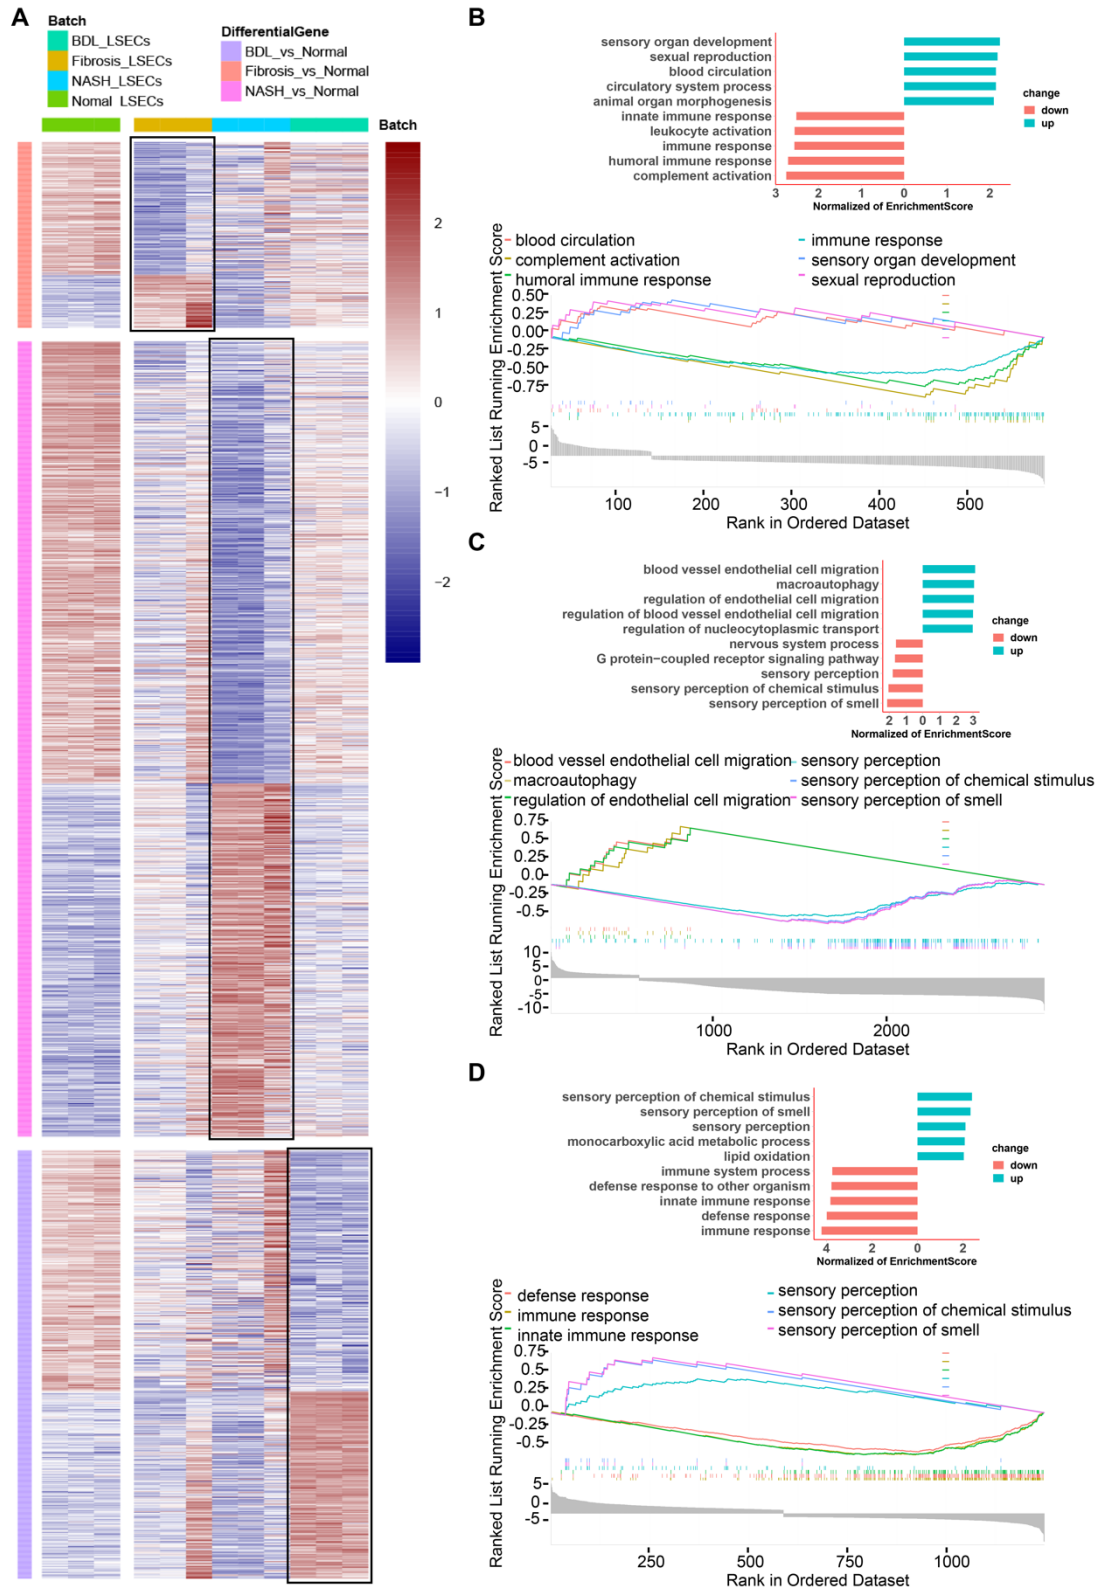 A
Batch
BDL_LSECs
Fibrosis_LSECs
NASH_LSECs
Nomal_LSECs
DifferentialGene
BDL_vs_Normal
Fibrosis_vs_Normal
NASH_vs_Normal
Batch
2
1
0
−1
−2
B
sensory organ development
sexual reproduction
blood circulation
circulatory system process
animal organ morphogenesis
innate immune response
leukocyte activation
immune response
humoral immune response
complement activation
change
down
up
3 2 1 0 1 2
Normalized of EnrichmentScore
blood circulation
complement activation
humoral immune response
immune response
sensory organ development
sexual reproduction
Ranked List Running Enrichment Score
0.50
0.25
0.00
-0.25
-0.50
-0.75
5
0
-5
100 200 300 400 500
Rank in Ordered Dataset
C
blood vessel endothelial cell migration
macroautophagy
regulation of endothelial cell migration
regulation of blood vessel endothelial cell migration
regulation of nucleocytoplasmic transport
nervous system process
G protein−coupled receptor signaling pathway
sensory perception
sensory perception of chemical stimulus
sensory perception of smell
change
down
up
2 1 0 1 2 3
Normalized of EnrichmentScore
blood vessel endothelial cell migration
macroautophagy
regulation of endothelial cell migration
sensory perception
sensory perception of chemical stimulus
sensory perception of smell
Ranked List Running Enrichment Score
0.75
0.5
0.25
0.0
-0.25
-0.5
10
5
0
-5
-10
1000 2000
Rank in Ordered Dataset
D
sensory perception of chemical stimulus
sensory perception of smell
sensory perception
monocarboxylic acid metabolic process
lipid oxidation
immune system process
defense response to other organism
innate immune response
defense response
immune response
change
down
up
4 2 0 2
Normalized of EnrichmentScore
defense response
immune response
innate immune response
sensory perception
sensory perception of chemical stimulus
sensory perception of smell
Ranked List Running Enrichment Score
0.75
0.5
0.25
0.0
-0.25
-0.5
5
0
-5
250 500 750 1000
Rank in Ordered Dataset